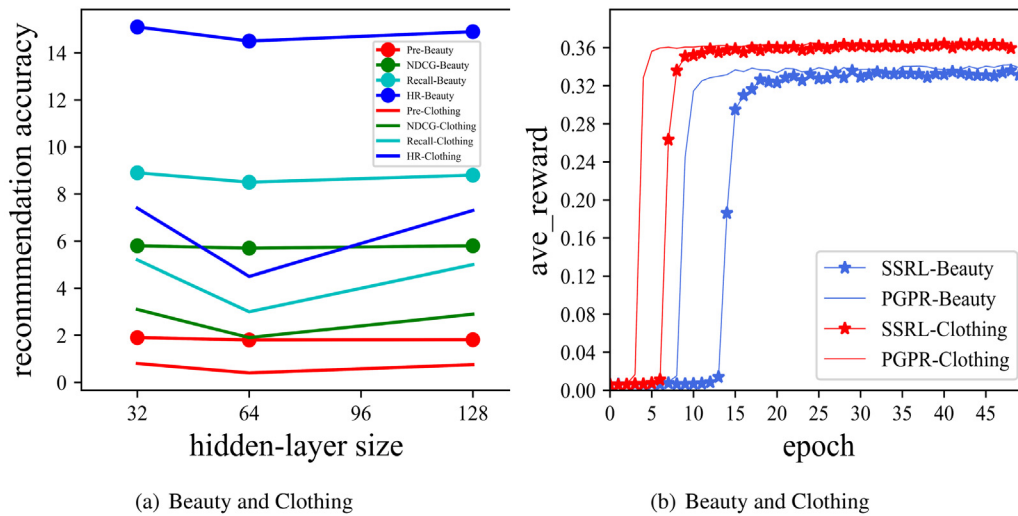 recommendation accuracy
14
12
10
8
6
4
2
0
Pre-Beauty
NDCG-Beauty
Recall-Beauty
HR-Beauty
Pre-Clothing
NDCG-Clothing
Recall-Clothing
HR-Clothing
32 64 96 128
hidden-layer size
(a) Beauty and Clothing
ave_reward
0.36
0.32
0.28
0.24
0.20
0.16
0.12
0.08
0.04
0.00
SSRL-Beauty
PGPR-Beauty
SSRL-Clothing
PGPR-Clothing
0 5 10 15 20 25 30 35 40 45
epoch
(b) Beauty and Clothing